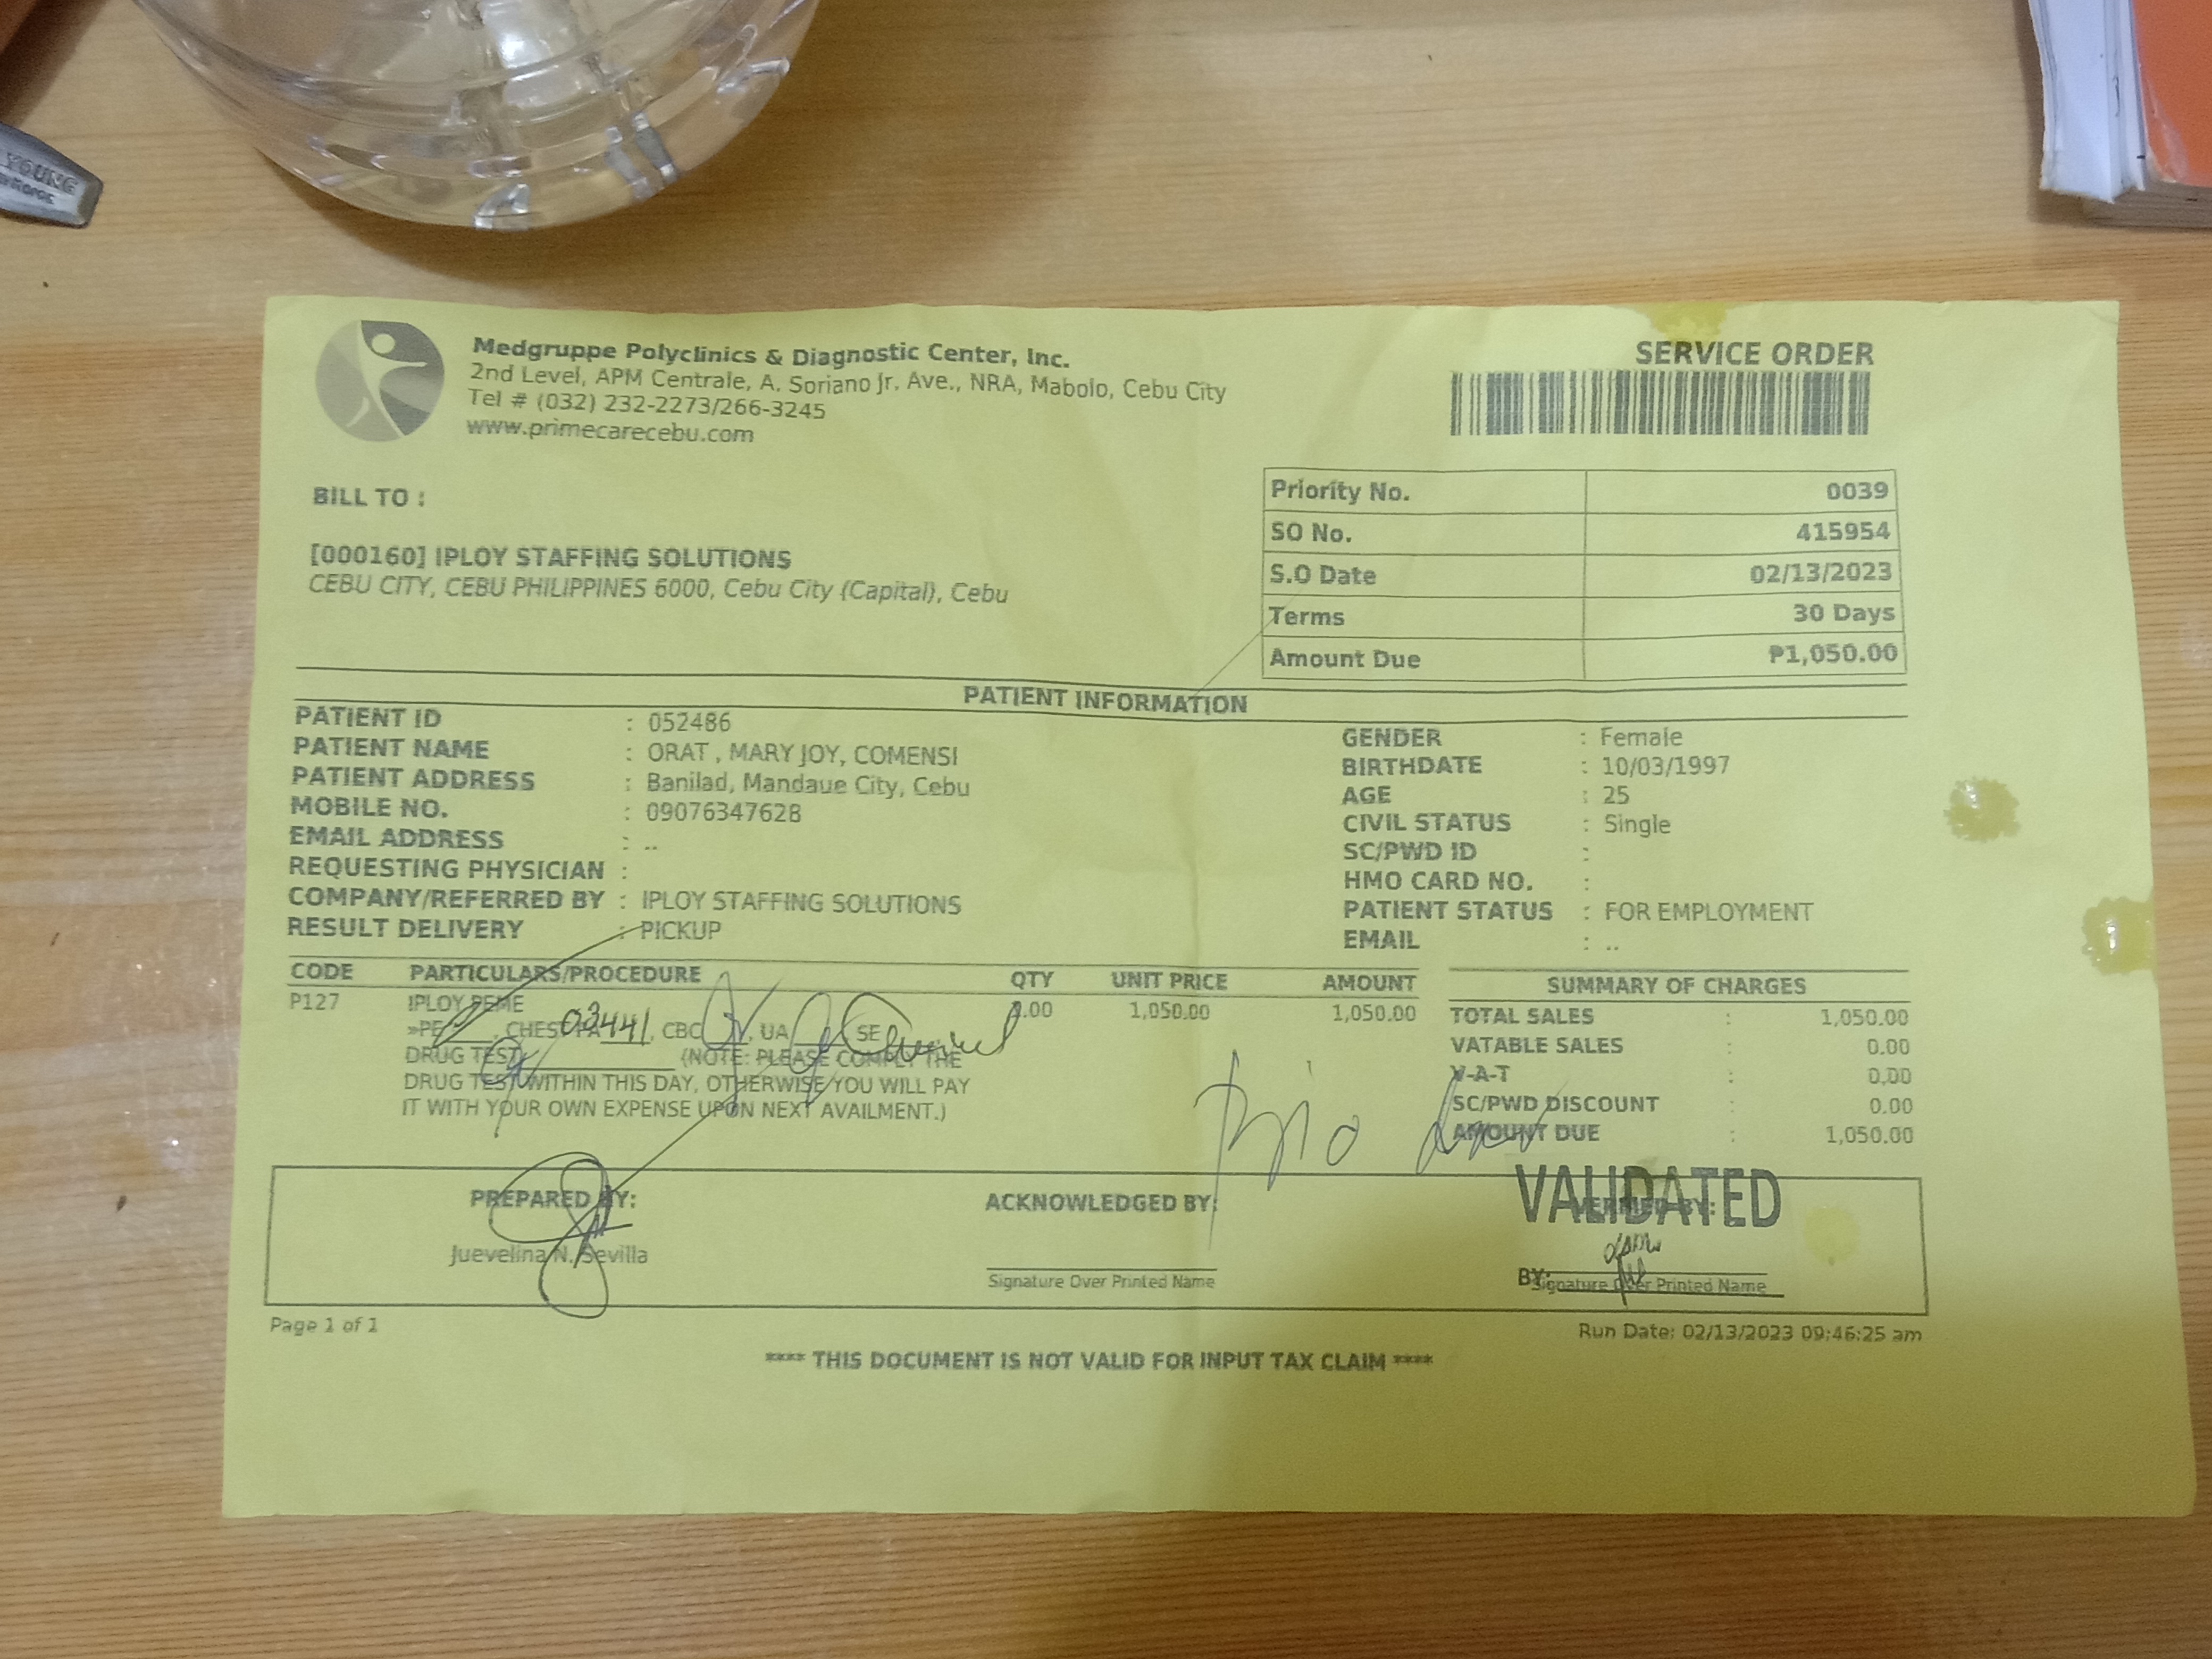 YOUNG
Medgruppe Polyclinics & Diagnostic Center, Inc.
2nd Level, APM Centrale, A. Soriano Jr. Ave., NRA, Mabolo, Cebu City
Tel # (032) 232-2273/266-3245
www.primecarecebu.com
SERVICE ORDER
BILL TO :
[000160] IPLOY STAFFING SOLUTIONS
CEBU CITY, CEBU PHILIPPINES 6000, Cebu City (Capital), Cebu
Priority No. 0039
SO No. 415954
S.O Date 02/13/2023
Terms 30 Days
Amount Due ₱1,050.00
PATIENT INFORMATION
PATIENT ID : 052486
PATIENT NAME : ORAT , MARY JOY, COMENSI
PATIENT ADDRESS : Banilad, Mandaue City, Cebu
MOBILE NO. : 09076347628
EMAIL ADDRESS : ..
REQUESTING PHYSICIAN :
COMPANY/REFERRED BY : IPLOY STAFFING SOLUTIONS
RESULT DELIVERY : PICKUP
GENDER : Female
BIRTHDATE : 10/03/1997
AGE : 25
CIVIL STATUS : Single
SC/PWD ID :
HMO CARD NO. :
PATIENT STATUS : FOR EMPLOYMENT
EMAIL : ..
CODE PARTICULARS/PROCEDURE QTY UNIT PRICE AMOUNT
P127 IPLOY PEME .00 1,050.00 1,050.00
»PE , CHEST PA 03441, CBC , UA , SE
DRUG TEST (NOTE: PLEASE COMPLY THE
DRUG TEST WITHIN THIS DAY, OTHERWISE YOU WILL PAY
IT WITH YOUR OWN EXPENSE UPON NEXT AVAILMENT.)
SUMMARY OF CHARGES
TOTAL SALES : 1,050.00
VATABLE SALES : 0.00
V-A-T : 0.00
SC/PWD DISCOUNT : 0.00
AMOUNT DUE : 1,050.00
PREPARED BY:
Juevelina N. Sevilla
ACKNOWLEDGED BY:
Signature Over Printed Name
VERIFIED BY:
VALIDATED
BY:
Signature Over Printed Name
Page 1 of 1
Run Date: 02/13/2023 09:46:25 am
**** THIS DOCUMENT IS NOT VALID FOR INPUT TAX CLAIM ****